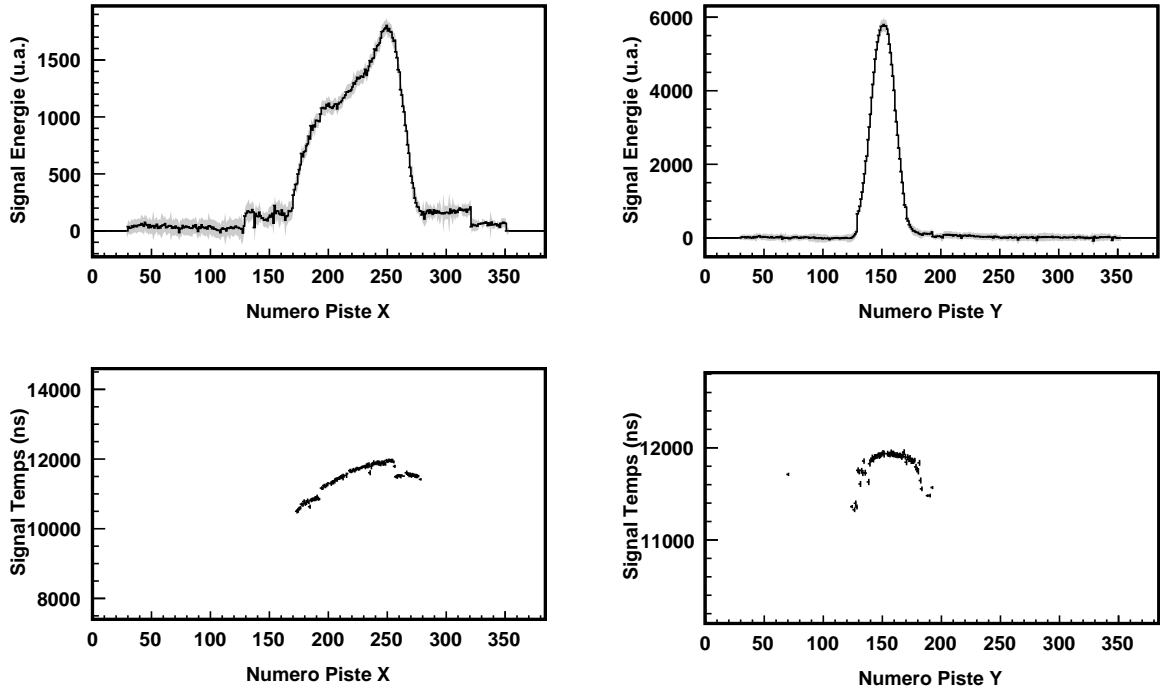 Signal Energie (u.a.)
1500
1000
500
0
0 50 100 150 200 250 300 350
Numero Piste X
Signal Energie (u.a.)
6000
4000
2000
0
0 50 100 150 200 250 300 350
Numero Piste Y
Signal Temps (ns)
14000
12000
10000
8000
0 50 100 150 200 250 300 350
Numero Piste X
Signal Temps (ns)
12000
11000
0 50 100 150 200 250 300 350
Numero Piste Y